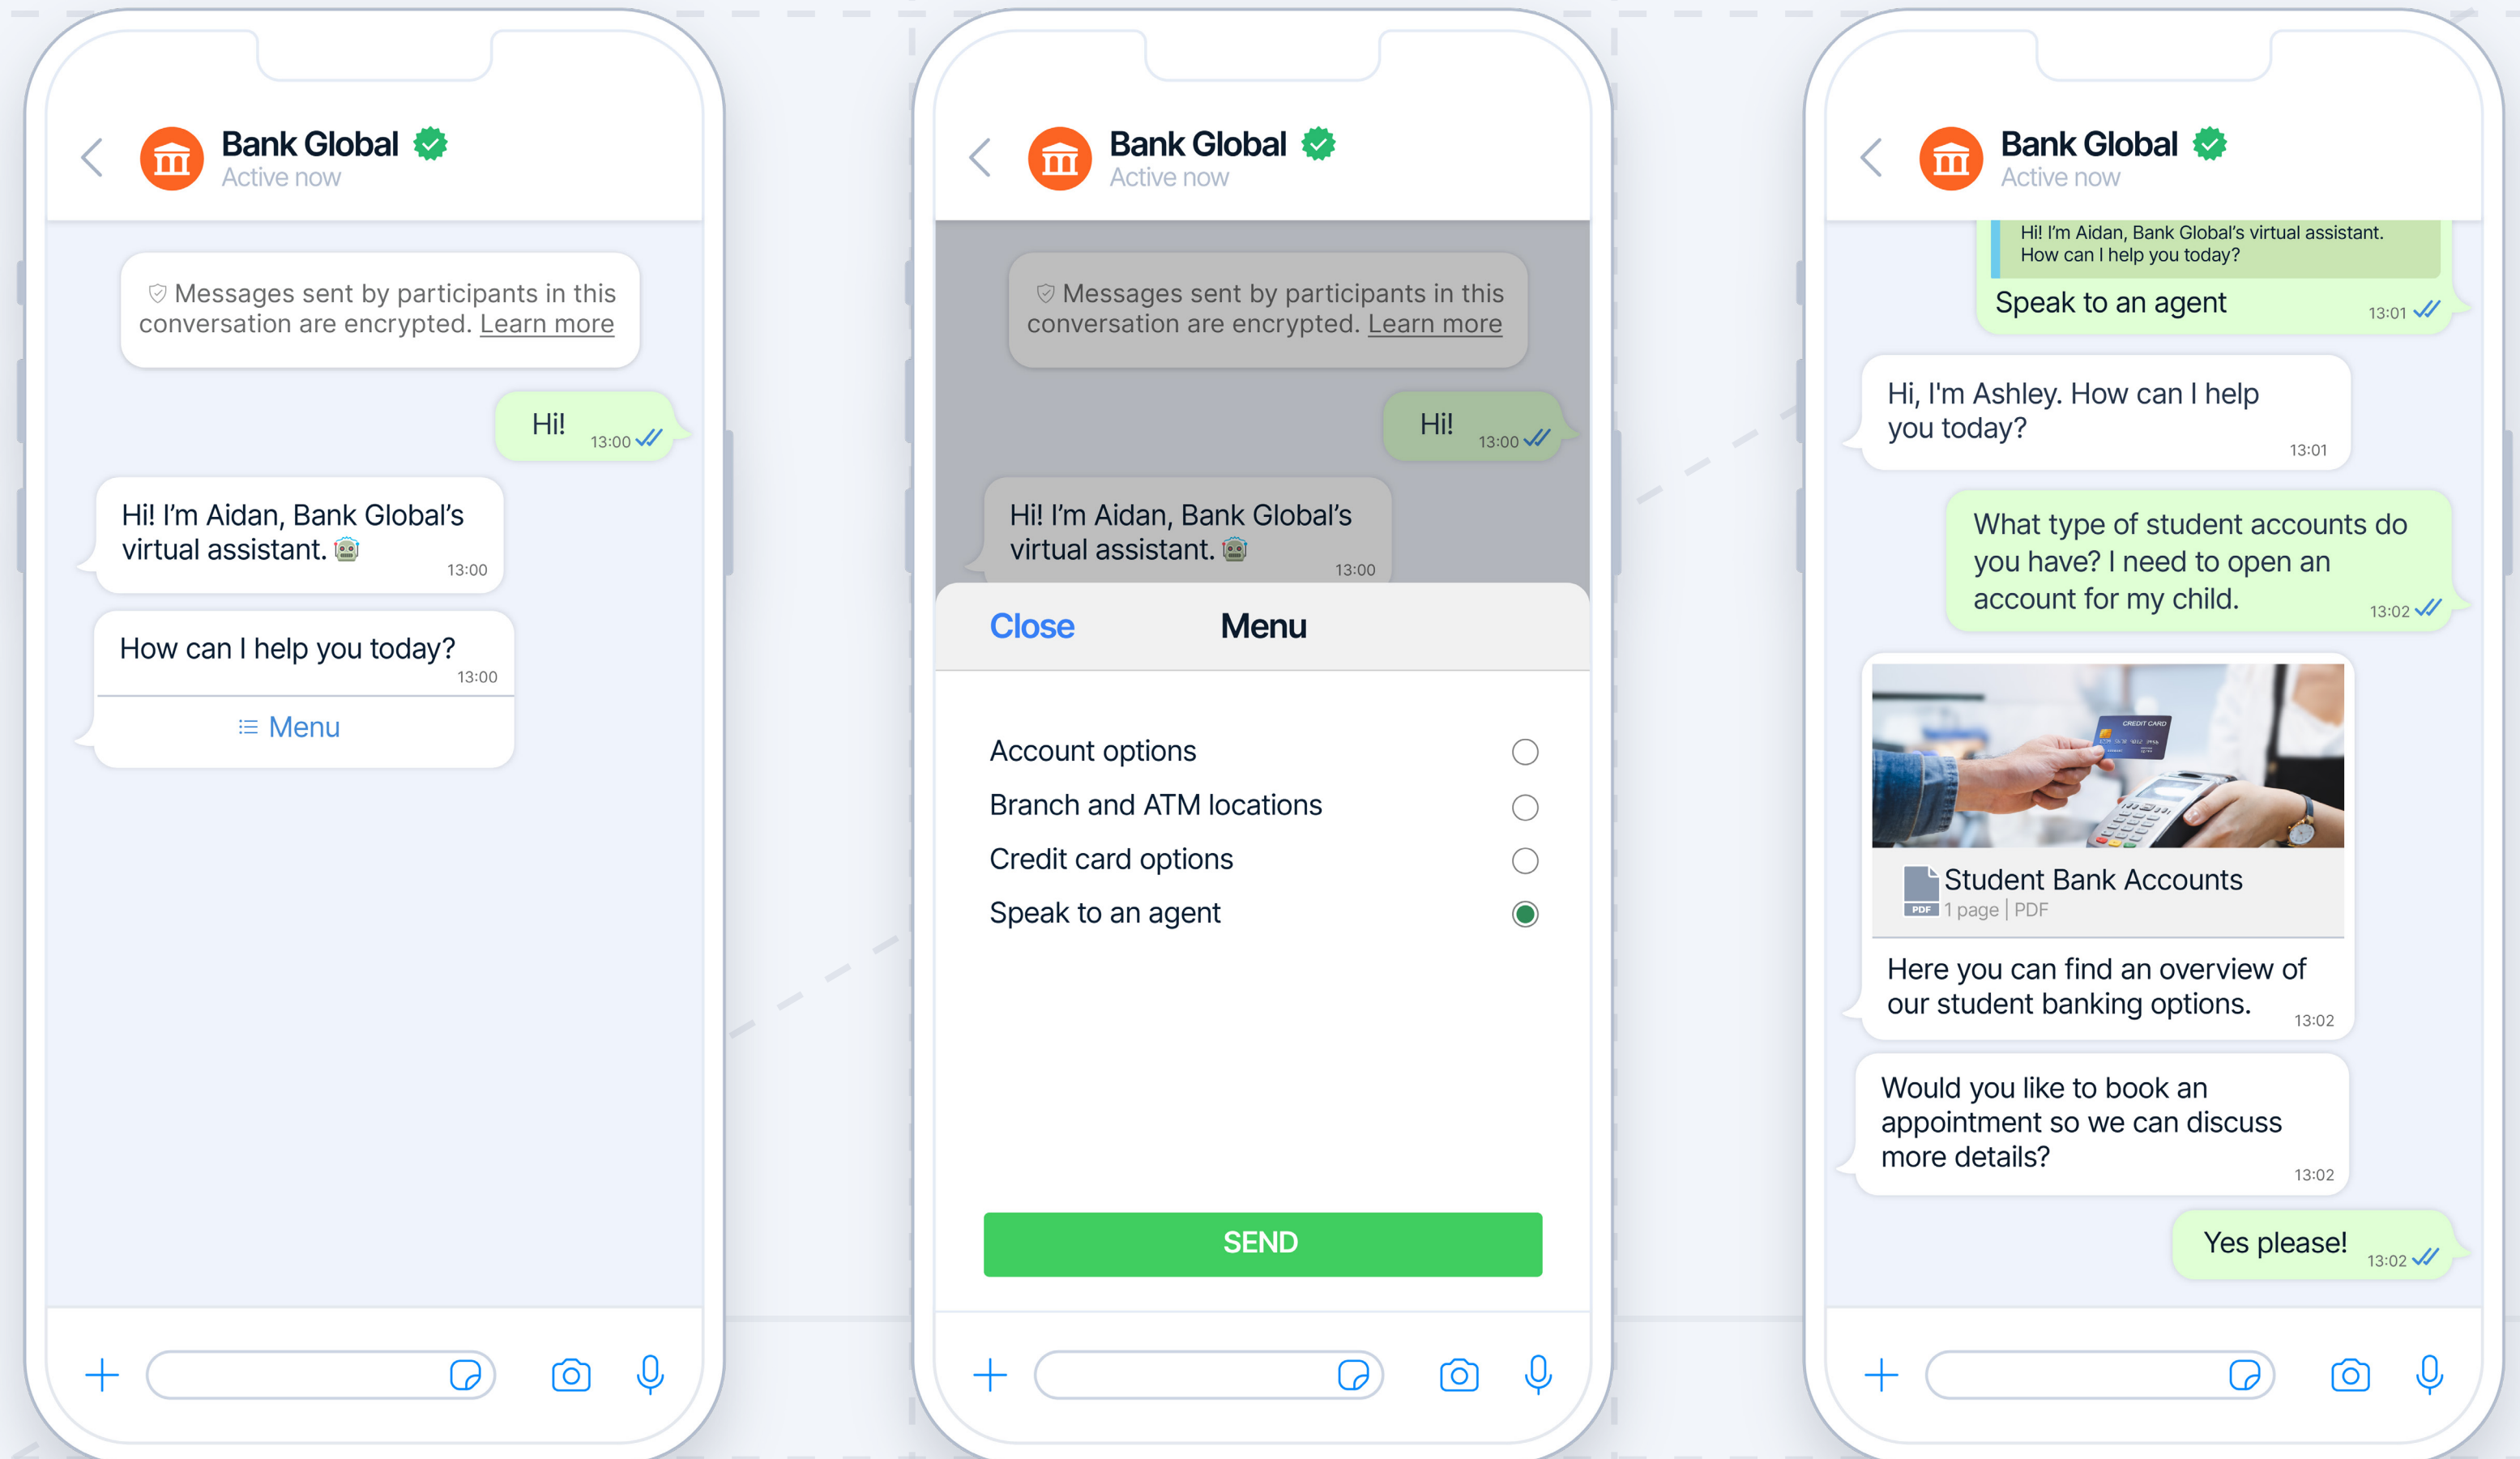 Bank Global
Active now
Messages sent by participants in this
conversation are encrypted. Learn more
Hi!
13:00
Hi! I’m Aidan, Bank Global’s
virtual assistant. 🤖
13:00
How can I help you today?
13:00
Menu
Bank Global
Active now
Messages sent by participants in this
conversation are encrypted. Learn more
Hi!
13:00
Hi! I’m Aidan, Bank Global’s
virtual assistant. 🤖
13:00
Close Menu
Account options
Branch and ATM locations
Credit card options
Speak to an agent
SEND
Bank Global
Active now
Hi! I’m Aidan, Bank Global’s virtual assistant.
How can I help you today?
Speak to an agent
13:01
Hi, I'm Ashley. How can I help
you today?
13:01
What type of student accounts do
you have? I need to open an
account for my child.
13:02
CREDIT CARD
PDF
Student Bank Accounts
1 page | PDF
Here you can find an overview of
our student banking options.
13:02
Would you like to book an
appointment so we can discuss
more details?
13:02
Yes please!
13:02